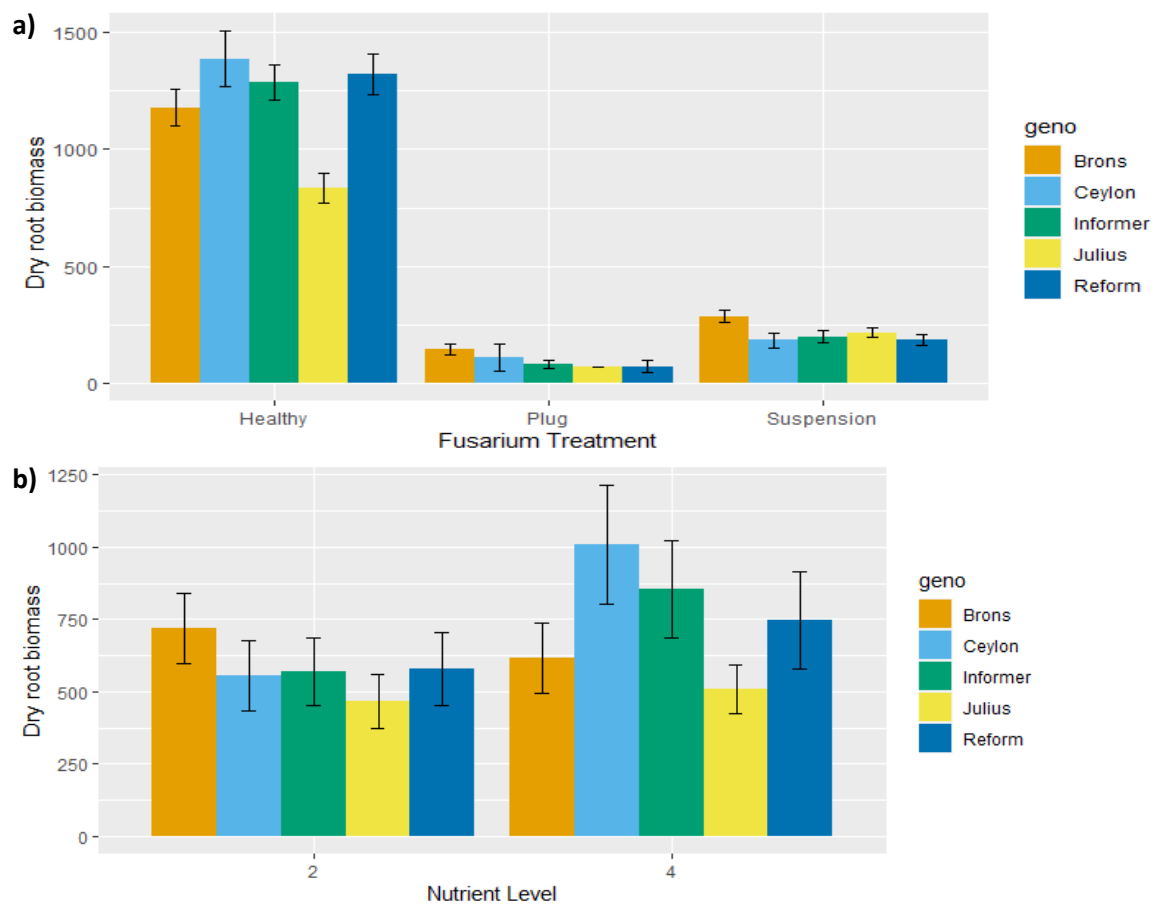 a)
1500
1000
500
0
Dry root biomass
Healthy
Plug
Suspension
Fusarium Treatment
geno
Brons
Ceylon
Informer
Julius
Reform
b)
1250
1000
750
500
250
0
Dry root biomass
2
4
Nutrient Level
geno
Brons
Ceylon
Informer
Julius
Reform